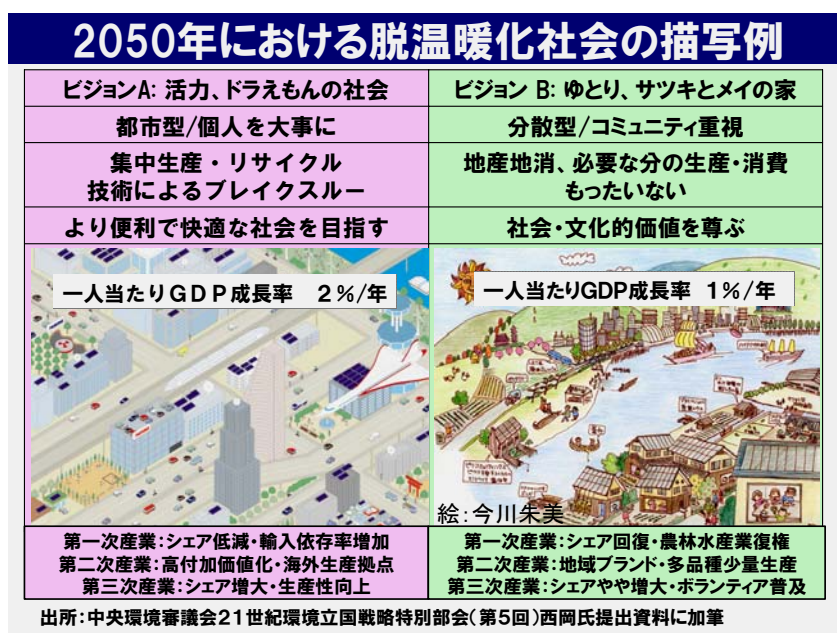 2050年における脱温暖化社会の描写例
ビジョンA: 活力、ドラえもんの社会
ビジョン B: ゆとり、サツキとメイの家
都市型/個人を大事に
分散型/コミュニティ重視
集中生産・リサイクル
技術によるブレイクスルー
地産地消、必要な分の生産・消費
もったいない
より便利で快適な社会を目指す
社会・文化的価値を尊ぶ
一人当たりGDP成長率 2%/年
一人当たりGDP成長率 1%/年
絵:今川朱美
第一次産業:シェア低減・輸入依存率増加
第二次産業:高付加価値化・海外生産拠点
第三次産業:シェア増大・生産性向上
第一次産業:シェア回復・農林水産業復権
第二次産業:地域ブランド・多品種少量生産
第三次産業:シェアやや増大・ボランティア普及
出所:中央環境審議会21世紀環境立国戦略特別部会(第5回)西岡氏提出資料に加筆